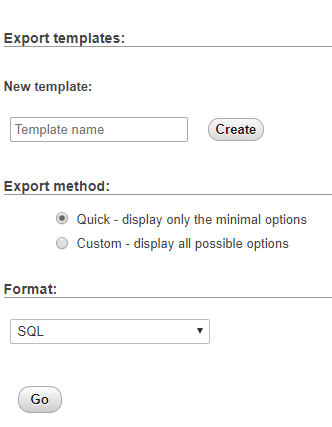 Export templates:
New template:
Template name
Create
Export method:
Quick - display only the minimal options
Custom - display all possible options
Format:
SQL
Go